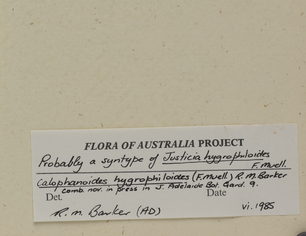 FLORA OF AUSTRALIA PROJECT
Probably a syntype of Justicia hygrophiloides
F. Muell.
Calophanoides hygrophiloides (F.Muell) R.M.Barker
comb. nov. in press in J. Adelaide Bot. Gard. 9.
Det. Date
R.M. Barker (AD) vi. 1985